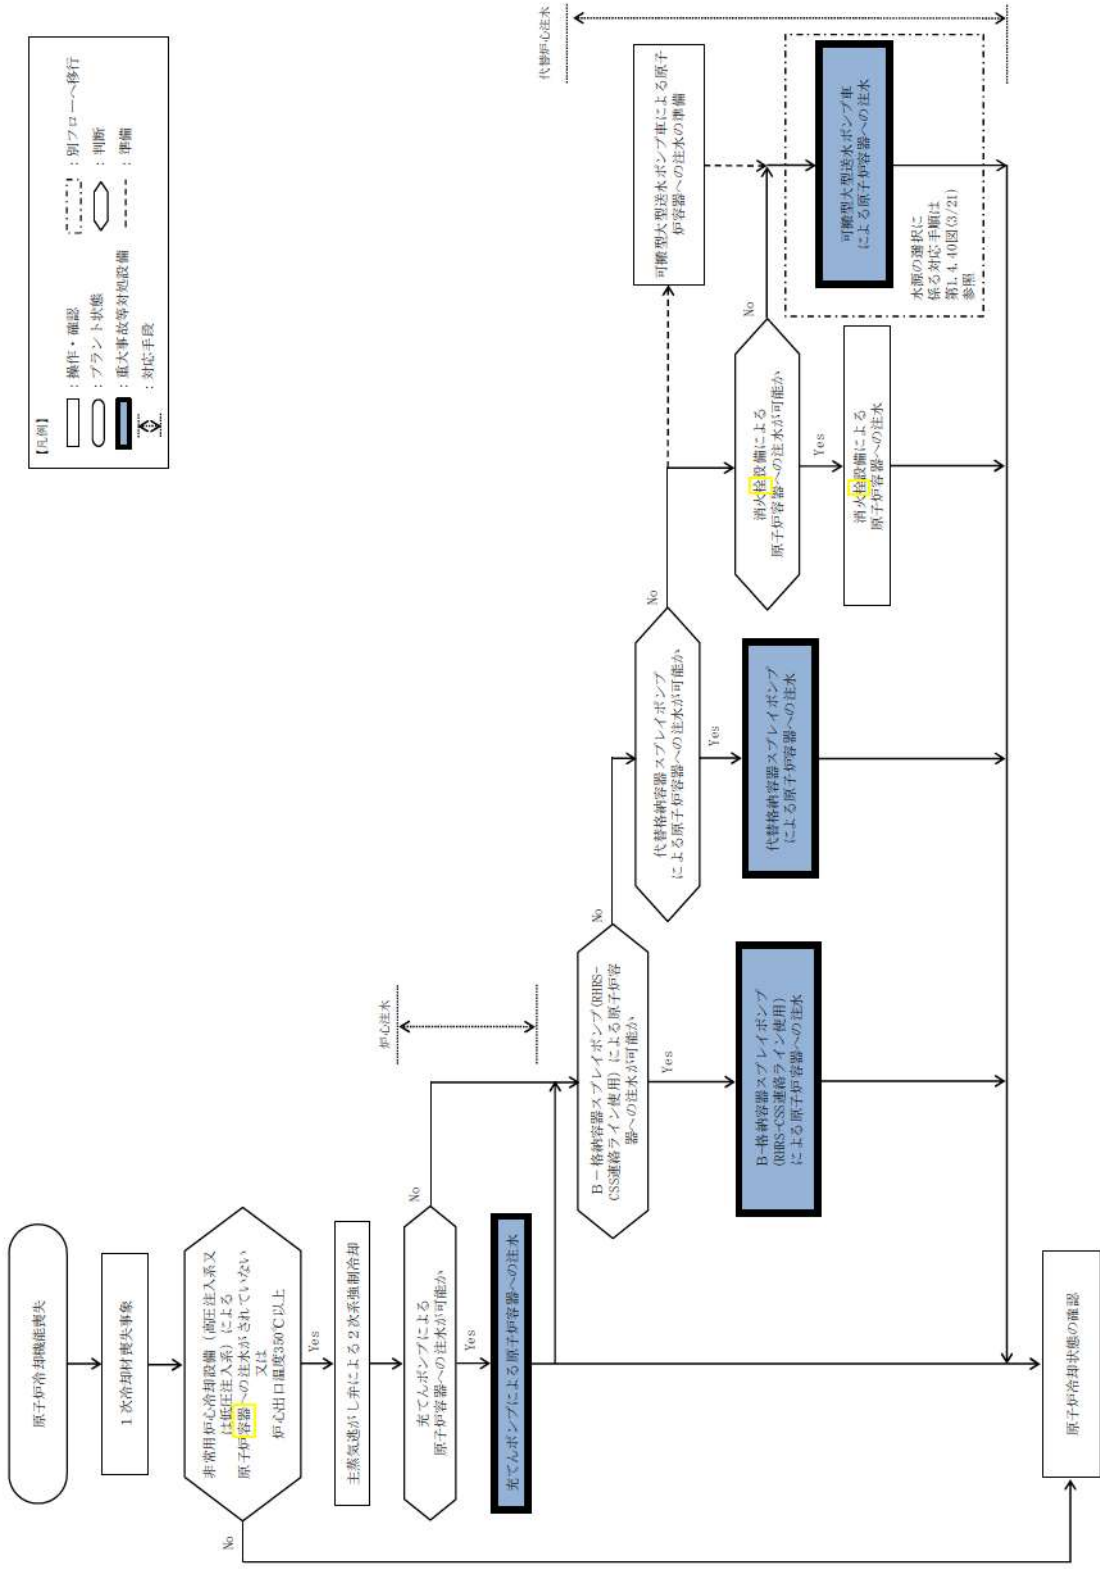 【凡例】
：操作・確認
：プラント状態
：重大事故等対処設備
：対応手段
：別フローへ移行
：判断
：準備
原子炉冷却機能喪失
1次冷却材喪失事象
非常用炉心冷却設備（高圧注入系又
は低圧注入系）による
原子炉容器への注水がされていない
又は
炉心出口温度350℃以上
No
Yes
主蒸気逃がし弁による2次系強制冷却
充てんポンプによる
原子炉容器への注水が可能か
No
Yes
充てんポンプによる原子炉容器への注水
炉心注水
B－格納容器スプレイポンプ(RHRS-
CSS連絡ライン使用）による原子炉容
器への注水が可能か
No
Yes
B-格納容器スプレイポンプ
(RHRS-CSS連絡ライン使用)
による原子炉容器への注水
代替格納容器スプレイポンプ
による原子炉容器への注水が可能か
No
Yes
代替格納容器スプレイポンプ
による原子炉容器への注水
消火栓設備による
原子炉容器への注水が可能か
No
Yes
消火栓設備による
原子炉容器への注水
代替炉心注水
可搬型大型送水ポンプ車による原子
炉容器への注水の準備
可搬型大型送水ポンプ車
による原子炉容器への注水
水源の選択に
係る対応手順は
第1.4.40図(3/21)
参照
原子炉冷却状態の確認